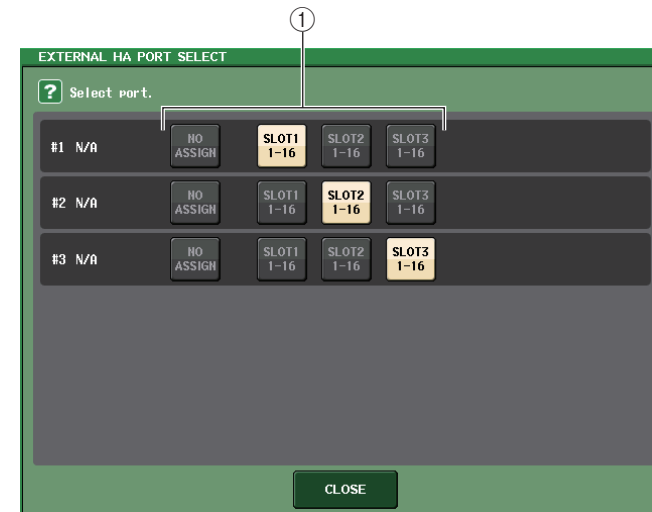 ①
EXTERNAL HA PORT SELECT
? Select port.
#1 N/A NO ASSIGN SLOT1 1-16 SLOT2 1-16 SLOT3 1-16
#2 N/A NO ASSIGN SLOT1 1-16 SLOT2 1-16 SLOT3 1-16
#3 N/A NO ASSIGN SLOT1 1-16 SLOT2 1-16 SLOT3 1-16
CLOSE